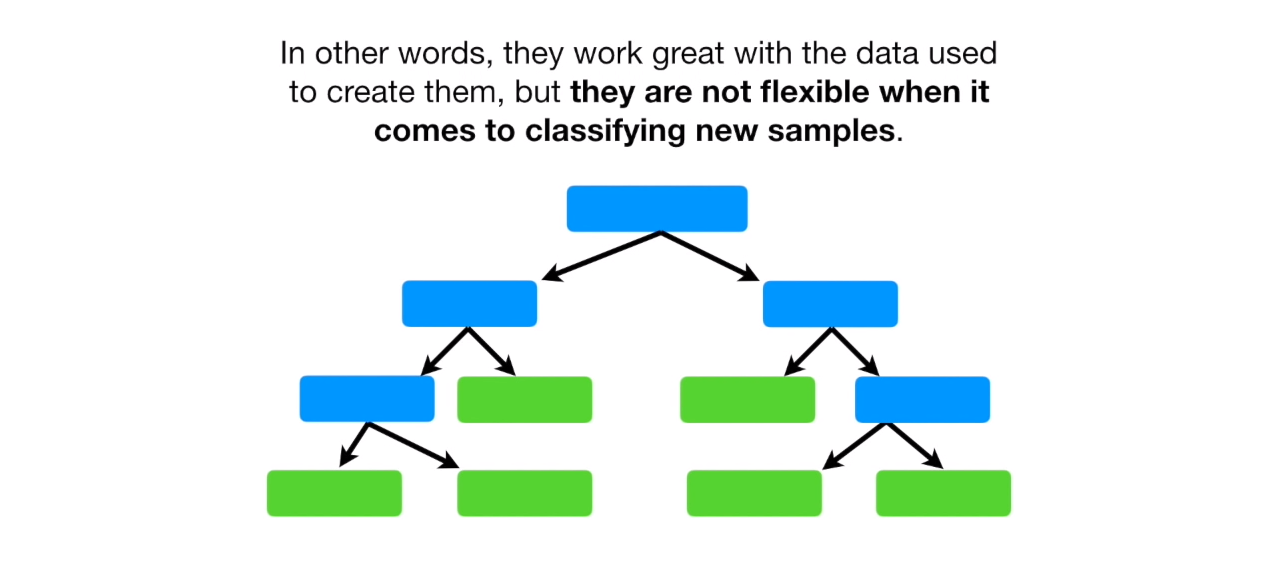 In other words, they work great with the data used
to create them, but they are not flexible when it
comes to classifying new samples.